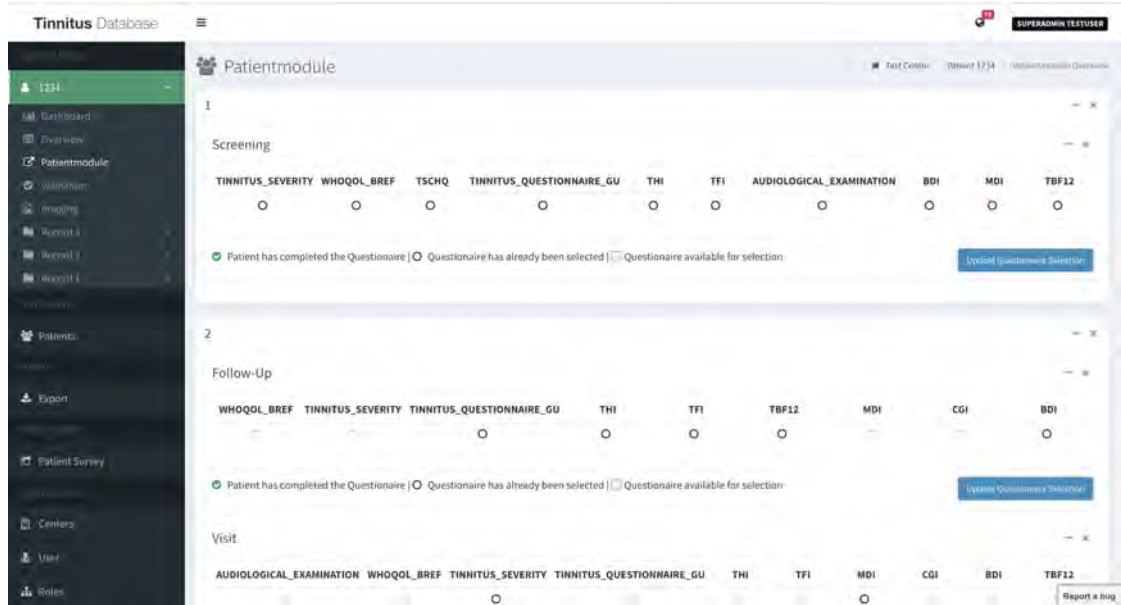 Tinnitus Database
SUPERADMIN TESTUSER
Patientmodule
Test Center Patient 1234
1234
Dashboard
Overview
Patientmodule
Validation
Imaging
Patients
Export
Patient Survey
Centers
User
Roles
1
Screening
TINNITUS_SEVERITY WHOQOL_BREF TSCHQ TINNITUS_QUESTIONNAIRE_GU THI TFI AUDIOLOGICAL_EXAMINATION BDI MDI TBF12
Patient has completed the Questionaire | Questionaire has already been selected | Questionaire available for selection
Update Questionnaire Selection
2
Follow-Up
WHOQOL_BREF TINNITUS_SEVERITY TINNITUS_QUESTIONNAIRE_GU THI TFI TBF12 MDI CGI BDI
Patient has completed the Questionaire | Questionaire has already been selected | Questionaire available for selection
Update Questionnaire Selection
Visit
AUDIOLOGICAL_EXAMINATION WHOQOL_BREF TINNITUS_SEVERITY TINNITUS_QUESTIONNAIRE_GU THI TFI MDI CGI BDI TBF12
Report a bug